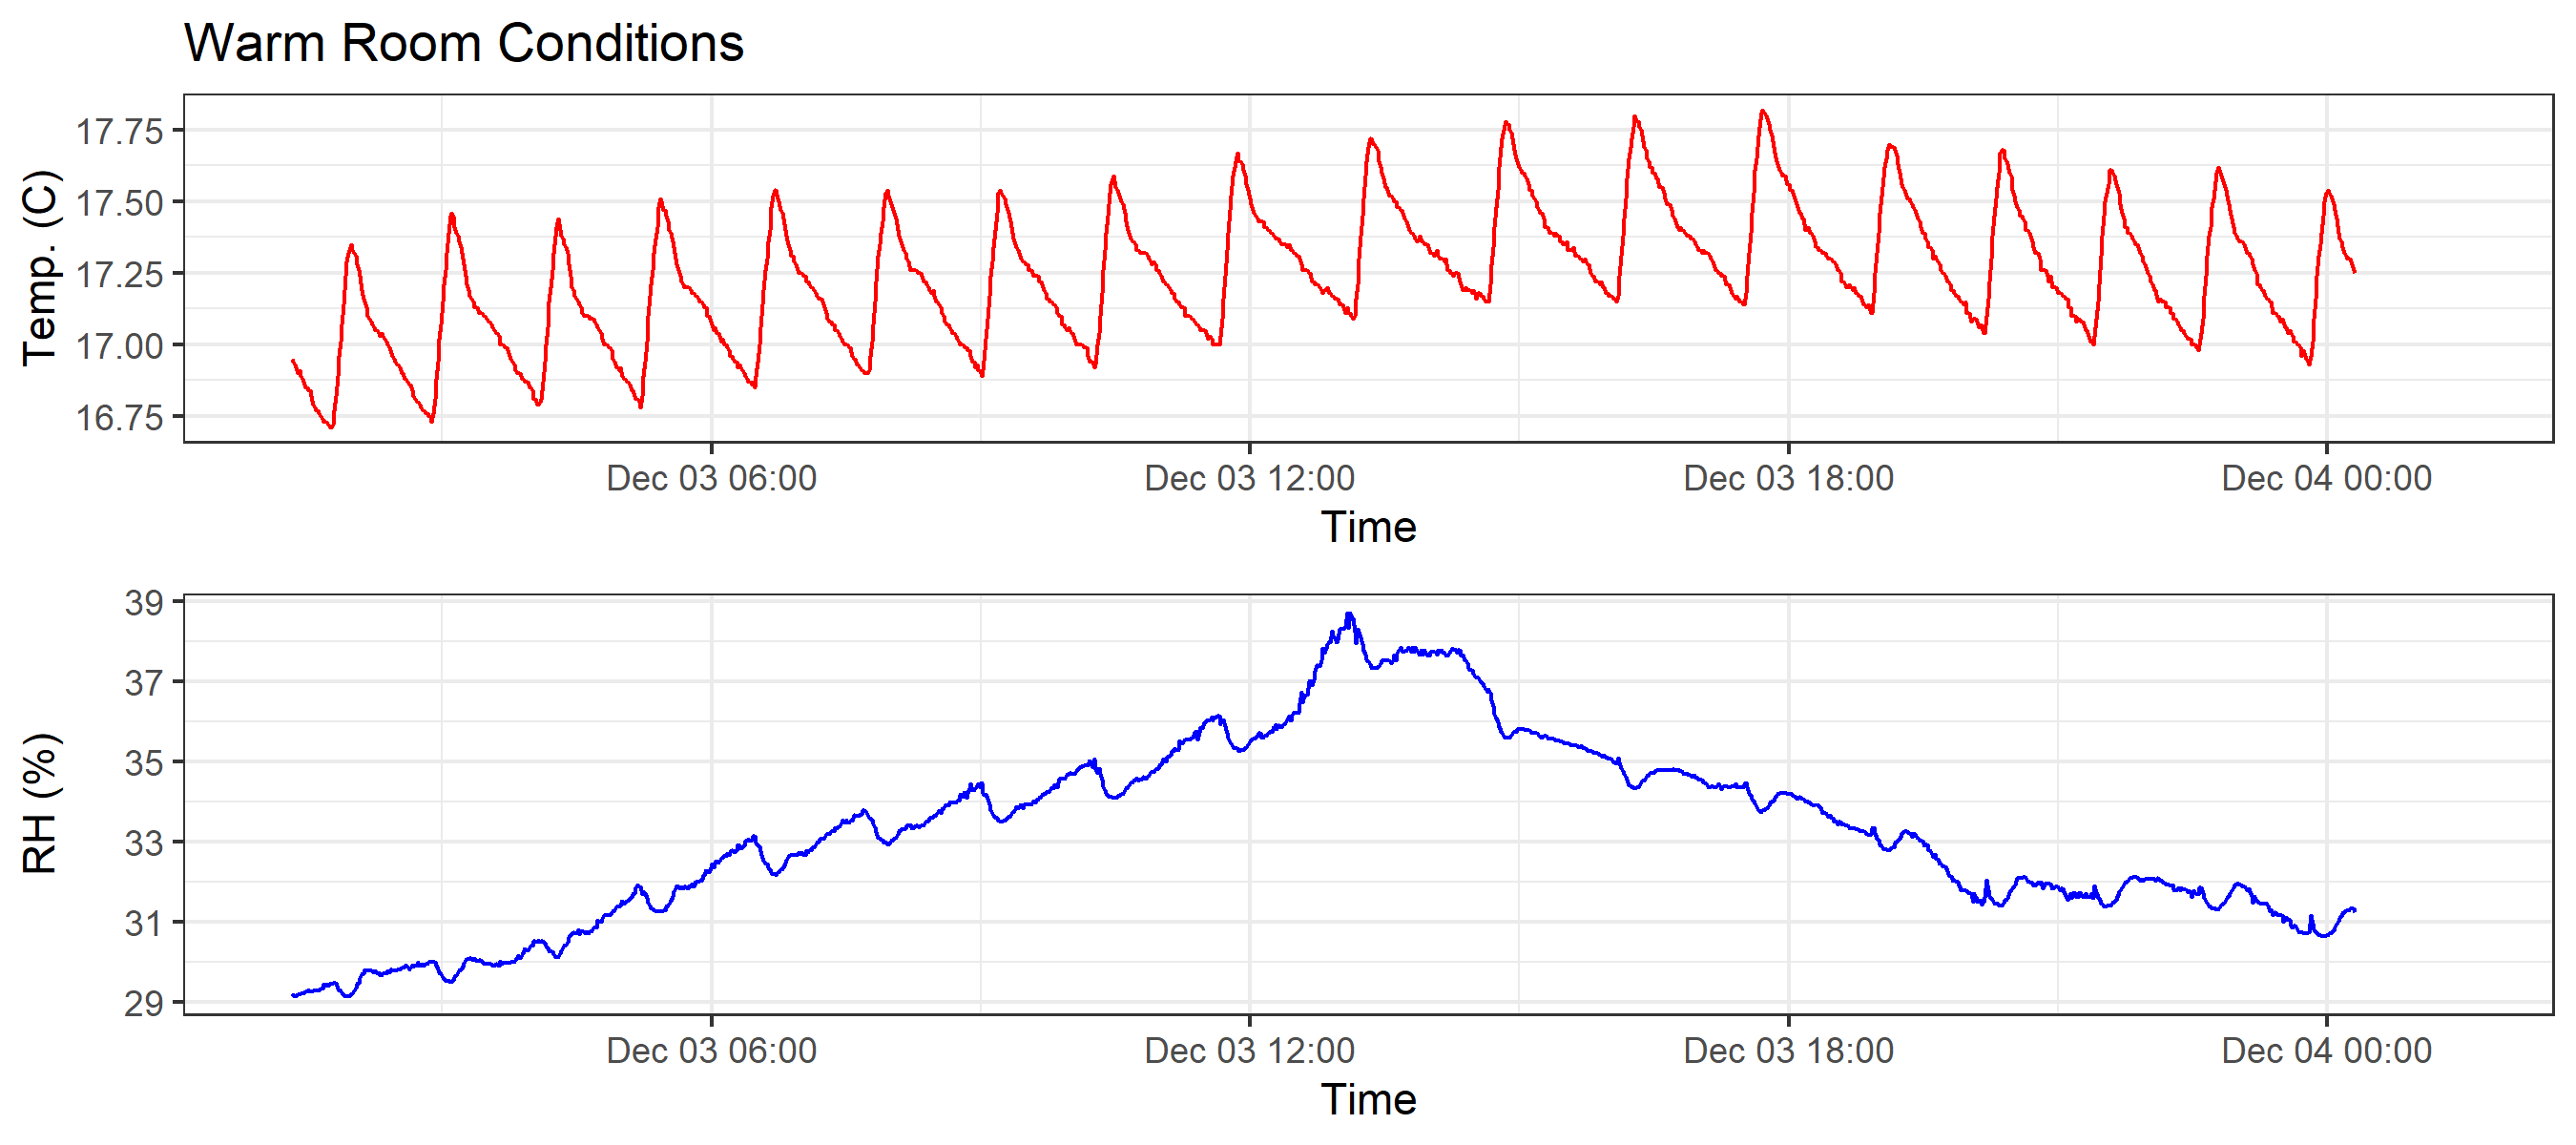 Warm Room Conditions
Temp. (C)
17.75
17.50
17.25
17.00
16.75
Dec 03 06:00 Dec 03 12:00 Dec 03 18:00 Dec 04 00:00
Time
RH (%)
39
37
35
33
31
29
Dec 03 06:00 Dec 03 12:00 Dec 03 18:00 Dec 04 00:00
Time